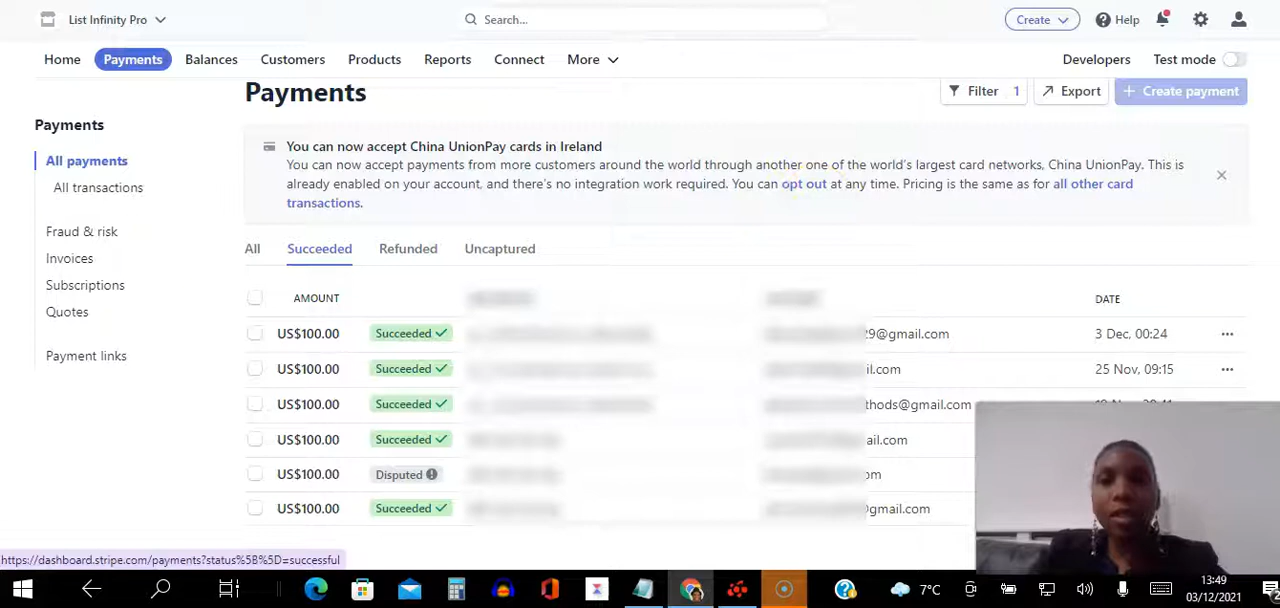 List Infinity Pro
Search...
Create
Help
Home
Payments
Balances
Customers
Products
Reports
Connect
More
Developers
Test mode
Payments
Filter 1
Export
+ Create payment
Payments
All payments
All transactions
Fraud & risk
Invoices
Subscriptions
Quotes
Payment links
You can now accept China UnionPay cards in Ireland
You can now accept payments from more customers around the world through another one of the world's largest card networks, China UnionPay. This is
already enabled on your account, and there's no integration work required. You can opt out at any time. Pricing is the same as for all other card
transactions.
All
Succeeded
Refunded
Uncaptured
AMOUNT
DATE
US$100.00 Succeeded 29@gmail.com 3 Dec, 00:24
US$100.00 Succeeded il.com 25 Nov, 09:15
US$100.00 Succeeded thods@gmail.com
US$100.00 Succeeded ail.com
US$100.00 Disputed om
US$100.00 Succeeded @gmail.com
https://dashboard.stripe.com/payments?status%5B%5D=successful
7°C
13:49
03/12/2021